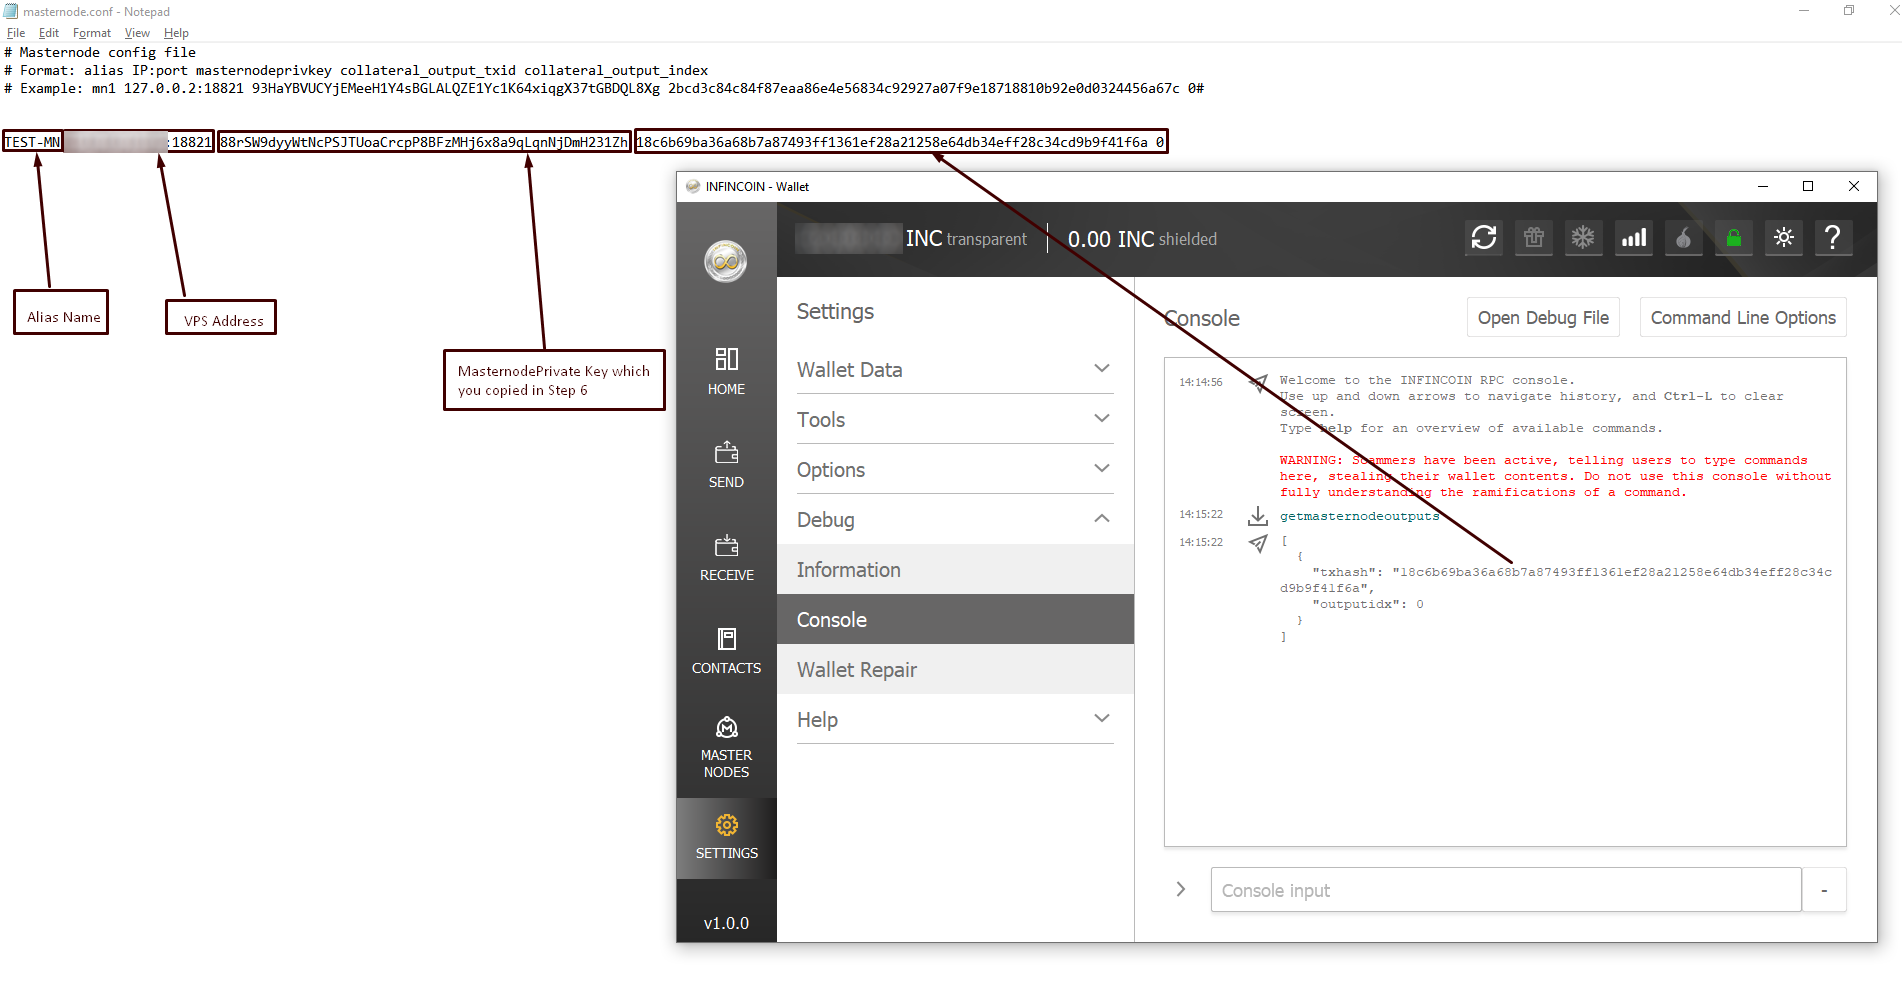 masternode.conf - Notepad
File Edit Format View Help
# Masternode config file
# Format: alias IP:port masternodeprivkey collateral_output_txid collateral_output_index
# Example: mn1 127.0.0.2:18821 93HaYBVUCYjEMeeH1Y4sBGLALQZE1Yc1K64xiqgX37tGBDQL8Xg 2bcd3c84c84f87eaa86e4e56834c92927a07f9e18718810b92e0d0324456a67c 0#
TEST-MN :18821 88rSW9dyyWtNcPSJTUoaCrcpP8BFzMHj6x8a9qLqnNjDmH231Zh 18c6b69ba36a68b7a87493ff1361ef28a21258e64db34eff28c34cd9b9f41f6a 0
Alias Name
VPS Address
MasternodePrivate Key which
you copied in Step 6
INFINCOIN - Wallet
INC transparent
0.00 INC shielded
HOME
SEND
RECEIVE
CONTACTS
MASTER
NODES
SETTINGS
v1.0.0
Settings
Wallet Data
Tools
Options
Debug
Information
Console
Wallet Repair
Help
Console
Open Debug File
Command Line Options
14:14:56 Welcome to the INFINCOIN RPC console.
Use up and down arrows to navigate history, and Ctrl-L to clear
screen.
Type help for an overview of available commands.
WARNING: Scammers have been active, telling users to type commands
here, stealing their wallet contents. Do not use this console without
fully understanding the ramifications of a command.
14:15:22 getmasternodeoutputs
14:15:22 [
{
"txhash": "18c6b69ba36a68b7a87493ff1361ef28a21258e64db34eff28c34c
d9b9f41f6a",
"outputidx": 0
}
]
Console input
-